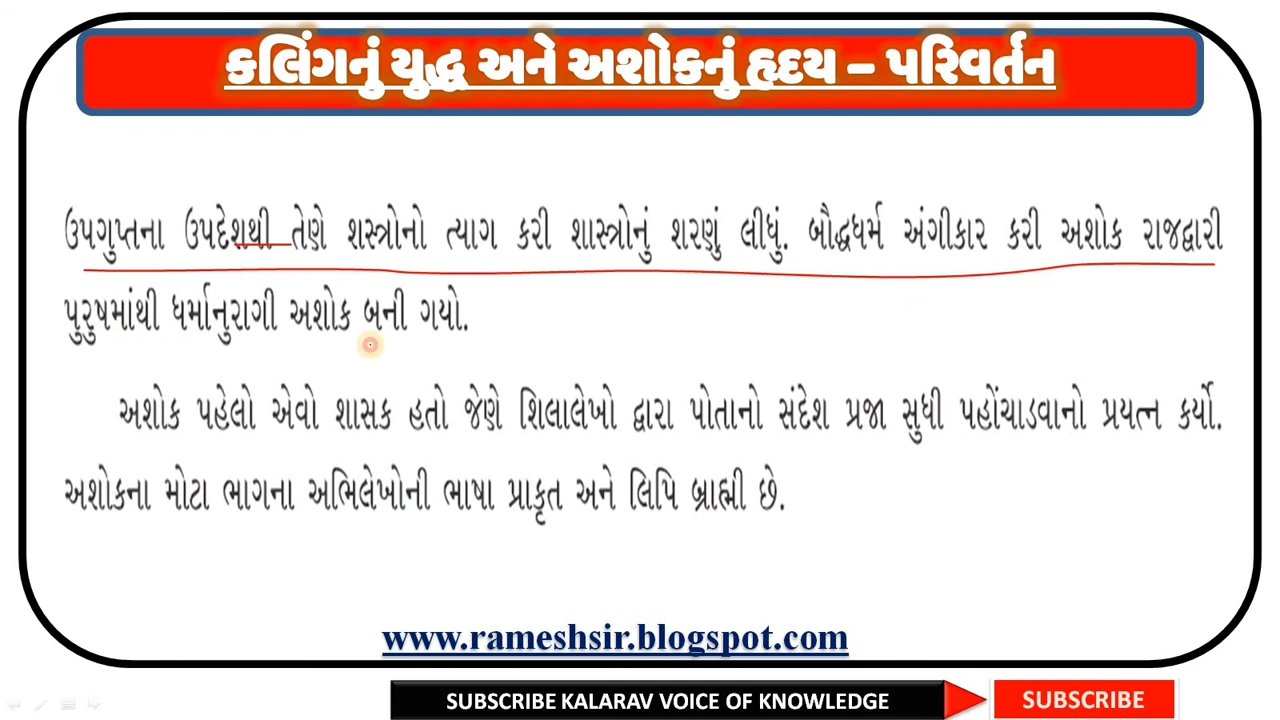 કલિંગનું યુદ્ધ અને અશોકનું હૃદય – પરિવર્તન
ઉપગુપ્તના ઉપદેશથી તેણે શસ્ત્રોનો ત્યાગ કરી શાસ્ત્રોનું શરણું લીધું. બૌદ્ધધર્મ અંગીકાર કરી અશોક રાજદ્વારી
પુરુષમાંથી ધર્માનુરાગી અશોક બની ગયો.
અશોક પહેલો એવો શાસક હતો જેણે શિલાલેખો દ્વારા પોતાનો સંદેશ પ્રજા સુધી પહોંચાડવાનો પ્રયત્ન કર્યો.
અશોકના મોટા ભાગના અભિલેખોની ભાષા પ્રાકૃત અને લિપિ બ્રાહ્મી છે.
www.rameshsir.blogspot.com
SUBSCRIBE KALARAV VOICE OF KNOWLEDGE SUBSCRIBE